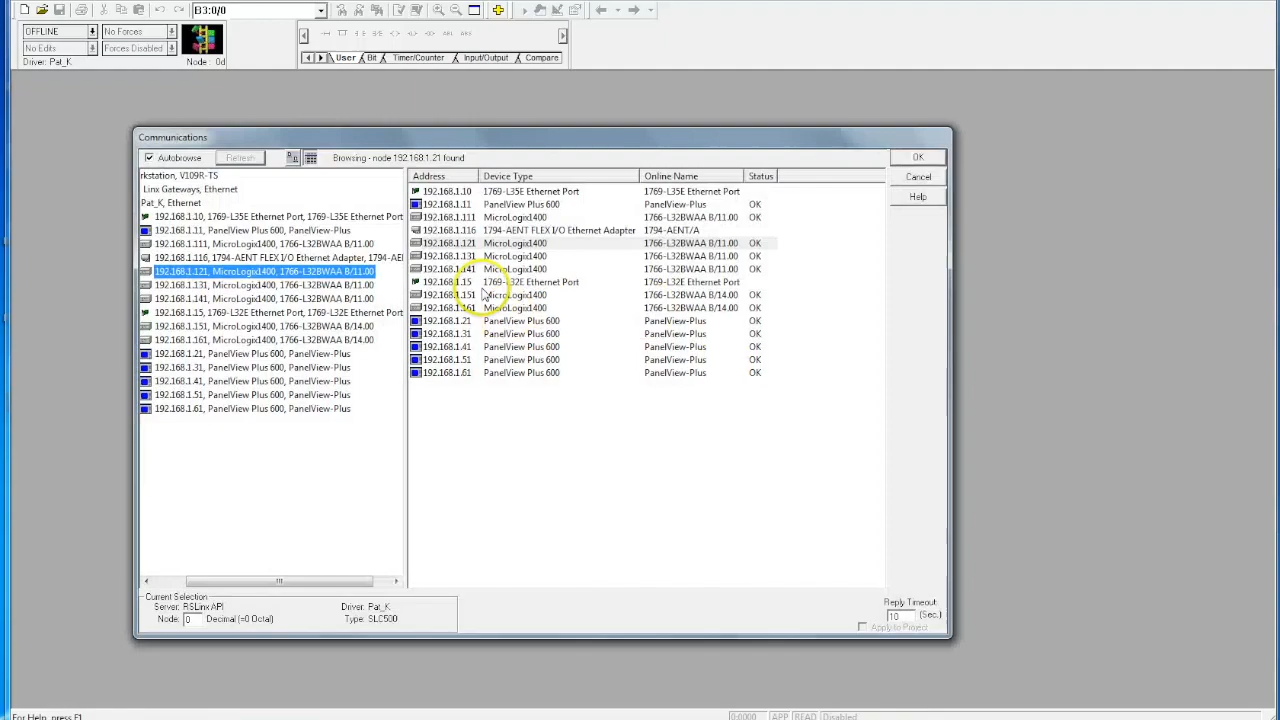 B3:0/0
OFFLINE No Forces
No Edits Forces Disabled
Driver: Pat_K Node : 0d
User Bit Timer/Counter Input/Output Compare
Communications
Autobrowse Refresh Browsing - node 192.168.1.21 found
OK
Cancel
Help
rkstation, V109R-TS
Linx Gateways, Ethernet
Pat_K, Ethernet
192.168.1.10, 1769-L35E Ethernet Port, 1769-L35E Ethernet Port
192.168.1.11, PanelView Plus 600, PanelView-Plus
192.168.1.111, MicroLogix1400, 1766-L32BWAA B/11.00
192.168.1.116, 1794-AENT FLEX I/O Ethernet Adapter, 1794-AEI
192.168.1.121, MicroLogix1400, 1766-L32BWAA B/11.00
192.168.1.131, MicroLogix1400, 1766-L32BWAA B/11.00
192.168.1.141, MicroLogix1400, 1766-L32BWAA B/11.00
192.168.1.15, 1769-L32E Ethernet Port, 1769-L32E Ethernet Port
192.168.1.151, MicroLogix1400, 1766-L32BWAA B/14.00
192.168.1.161, MicroLogix1400, 1766-L32BWAA B/14.00
192.168.1.21, PanelView Plus 600, PanelView-Plus
192.168.1.31, PanelView Plus 600, PanelView-Plus
192.168.1.41, PanelView Plus 600, PanelView-Plus
192.168.1.51, PanelView Plus 600, PanelView-Plus
192.168.1.61, PanelView Plus 600, PanelView-Plus
Address Device Type Online Name Status
192.168.1.10 1769-L35E Ethernet Port 1769-L35E Ethernet Port
192.168.1.11 PanelView Plus 600 PanelView-Plus OK
192.168.1.111 MicroLogix1400 1766-L32BWAA B/11.00 OK
192.168.1.116 1794-AENT FLEX I/O Ethernet Adapter 1794-AENT/A
192.168.1.121 MicroLogix1400 1766-L32BWAA B/11.00 OK
192.168.1.131 MicroLogix1400 1766-L32BWAA B/11.00 OK
192.168.1.141 MicroLogix1400 1766-L32BWAA B/11.00 OK
192.168.1.15 1769-L32E Ethernet Port 1769-L32E Ethernet Port
192.168.1.151 MicroLogix1400 1766-L32BWAA B/14.00 OK
192.168.1.161 MicroLogix1400 1766-L32BWAA B/14.00 OK
192.168.1.21 PanelView Plus 600 PanelView-Plus OK
192.168.1.31 PanelView Plus 600 PanelView-Plus OK
192.168.1.41 PanelView Plus 600 PanelView-Plus OK
192.168.1.51 PanelView Plus 600 PanelView-Plus OK
192.168.1.61 PanelView Plus 600 PanelView-Plus OK
Current Selection
Server: RSLinx API Driver: Pat_K
Node: 0 Decimal (=0 Octal) Type: SLC500
Reply Timeout:
10 (Sec.)
Apply to Project
For Help, press F1 0:0000 APP READ Disabled